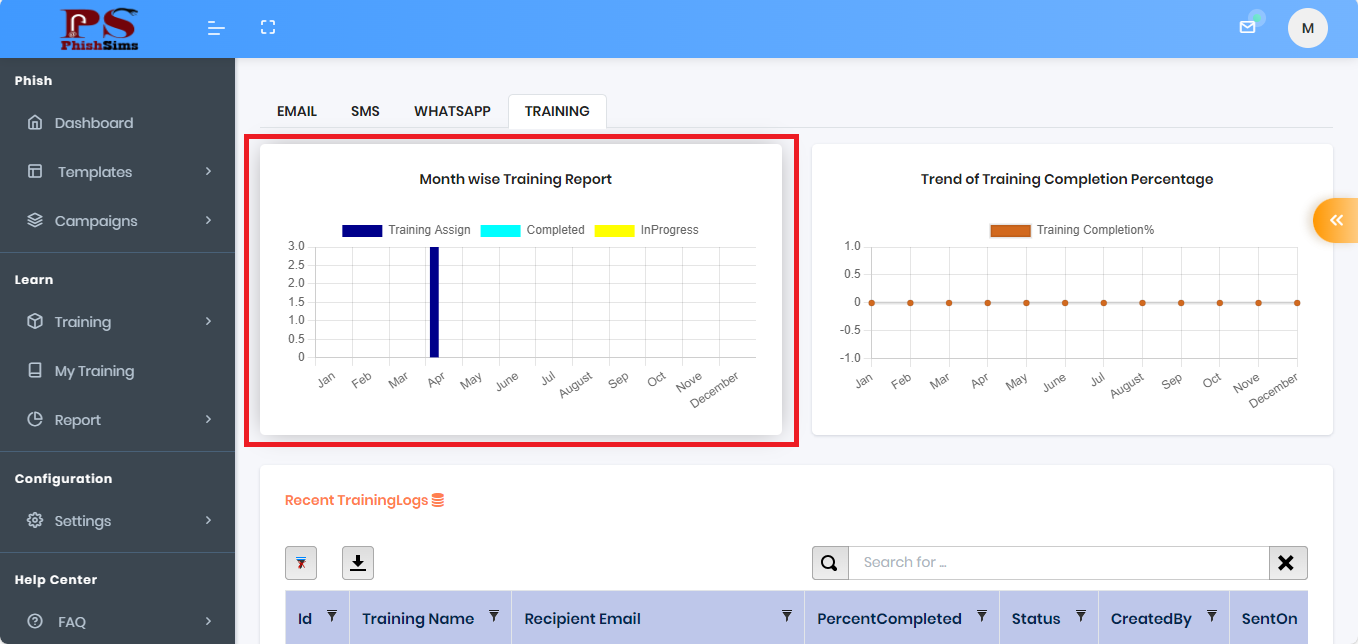 PS
PhishSims
M
Phish
Dashboard
Templates
Campaigns
Learn
Training
My Training
Report
Configuration
Settings
Help Center
FAQ
EMAIL SMS WHATSAPP TRAINING
Month wise Training Report
Training Assign Completed InProgress
3.0
2.5
2.0
1.5
1.0
0.5
0
Jan Feb Mar Apr May June Jul August Sep Oct Nove December
Trend of Training Completion Percentage
Training Completion%
1.0
0.5
0
-0.5
-1.0
Jan Feb Mar Apr May June Jul August Sep Oct Nove December
Recent TrainingLogs
Search for ...
Id Training Name Recipient Email PercentCompleted Status CreatedBy SentOn